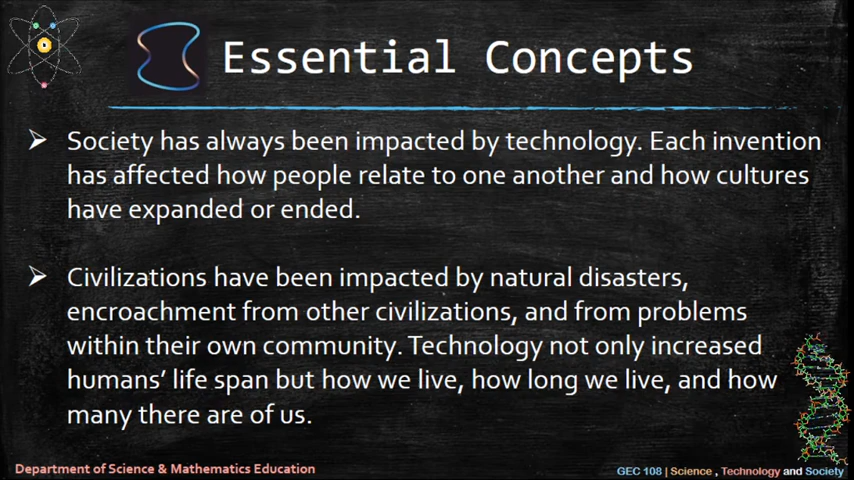 Essential Concepts
Society has always been impacted by technology. Each invention
has affected how people relate to one another and how cultures
have expanded or ended.
Civilizations have been impacted by natural disasters,
encroachment from other civilizations, and from problems
within their own community. Technology not only increased
humans’ life span but how we live, how long we live, and how
many there are of us.
Department of Science & Mathematics Education
GEC 108 | Science , Technology and Society